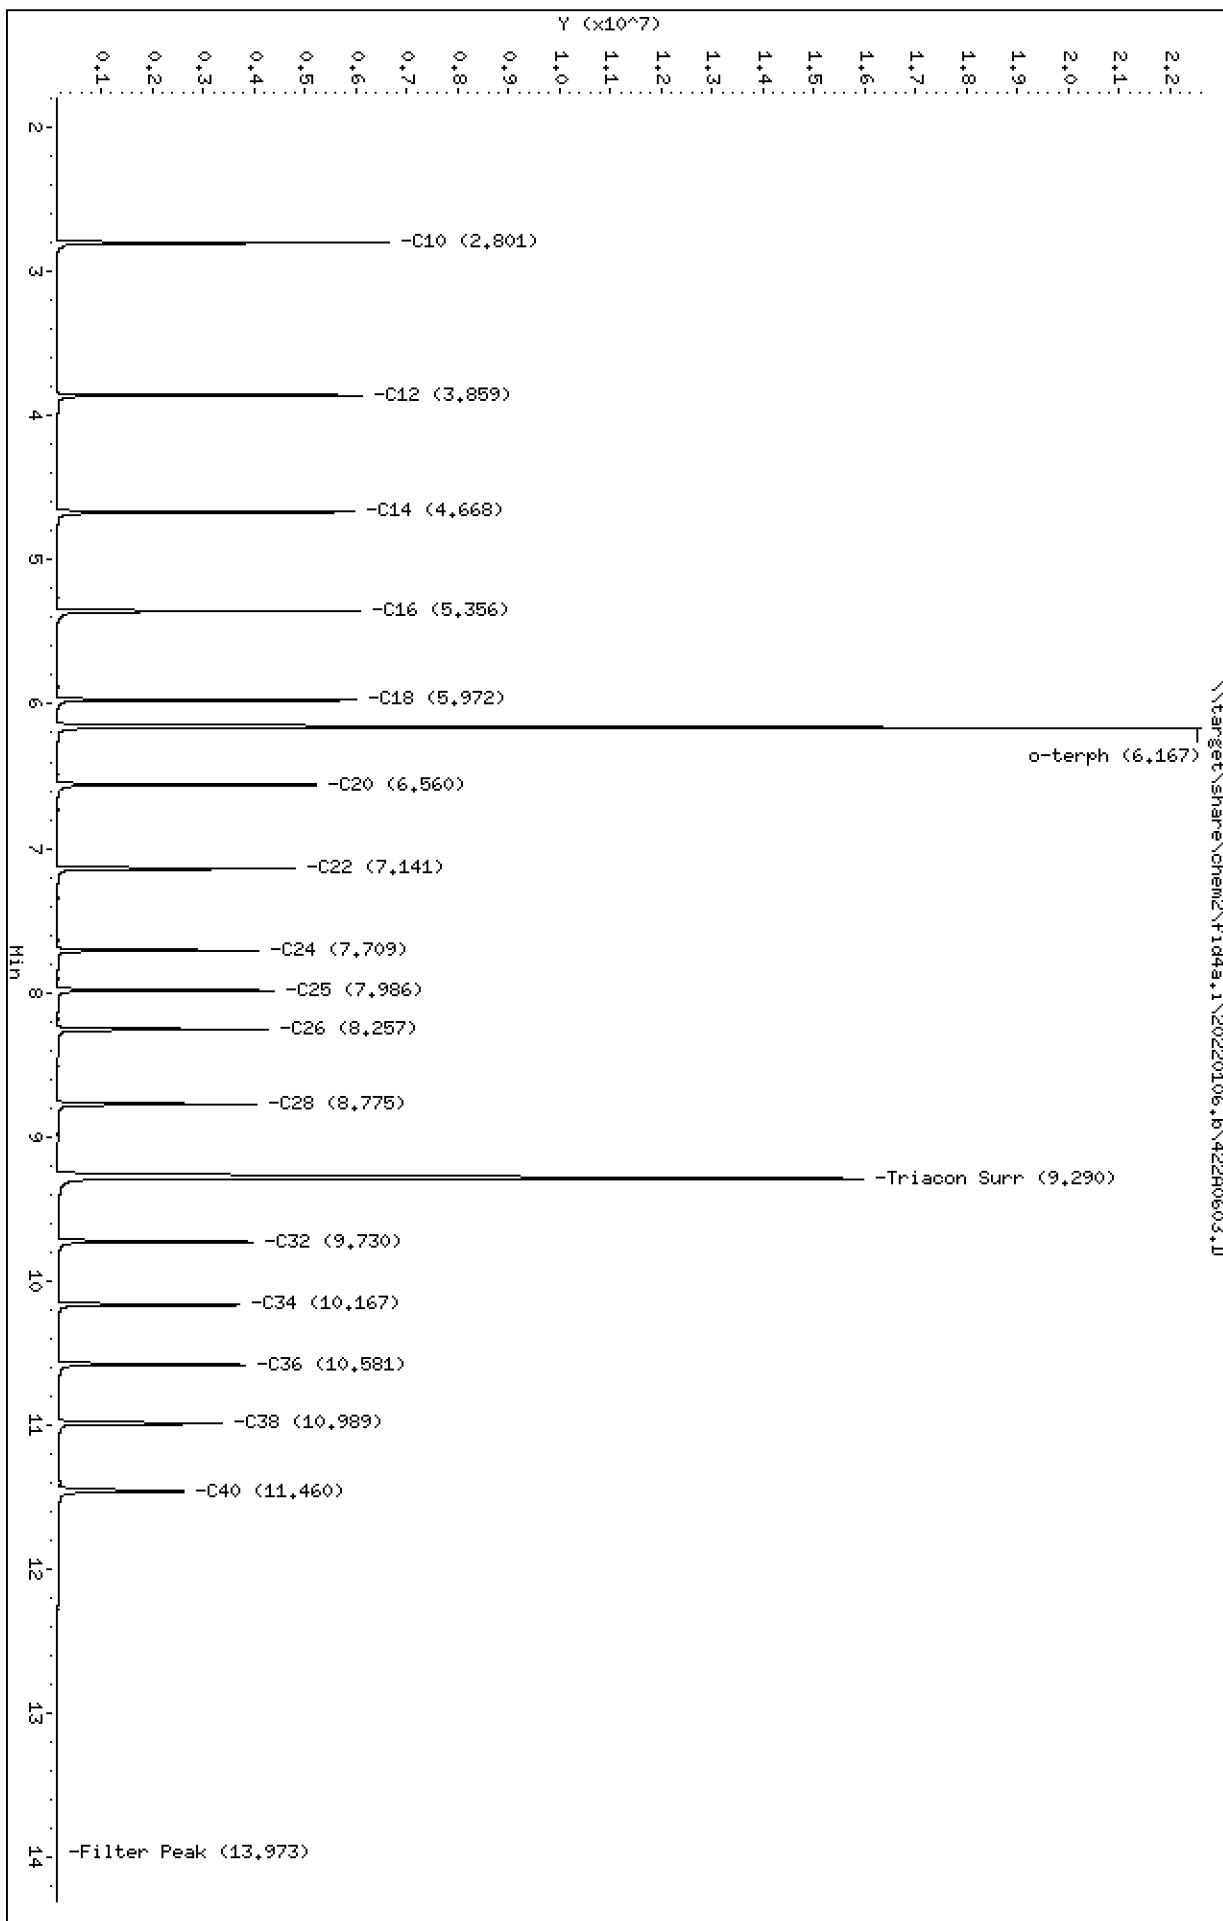 Y (x10^7)
0.1
0.2
0.3
0.4
0.5
0.6
0.7
0.8
0.9
1.0
1.1
1.2
1.3
1.4
1.5
1.6
1.7
1.8
1.9
2.0
2.1
2.2
2
3
4
5
6
7
8
9
10
11
12
13
14
Min
-C10 (2.801)
-C12 (3.859)
-C14 (4.668)
-C16 (5.356)
-C18 (5.972)
o-terph (6.167)
-C20 (6.560)
-C22 (7.141)
-C24 (7.709)
-C25 (7.986)
-C26 (8.257)
-C28 (8.775)
-Triacon Surr (9.290)
-C32 (9.730)
-C34 (10.167)
-C36 (10.581)
-C38 (10.989)
-C40 (11.460)
-Filter Peak (13.973)
\\target\share\chem2\fid4a.i\20220106.b\422A0603.D